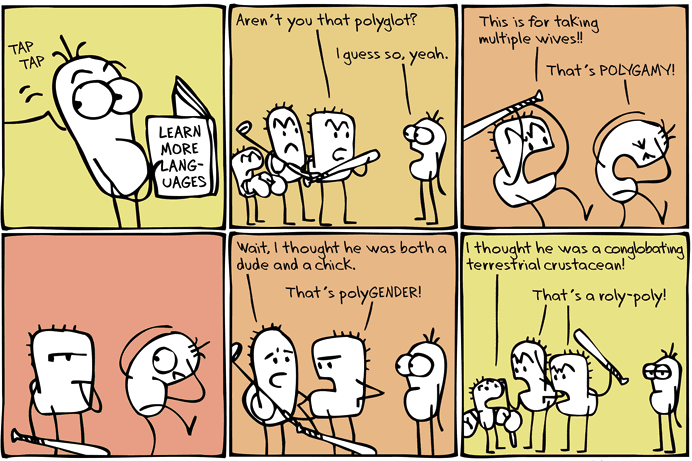 TAP
TAP
LEARN
MORE
LANG-
UAGES
Aren't you that polyglot?
I guess so, yeah.
This is for taking
multiple wives!!
That's POLYGAMY!
Wait, I thought he was both a
dude and a chick.
That's polyGENDER!
I thought he was a conglobating
terrestrial crustacean!
That's a roly-poly!